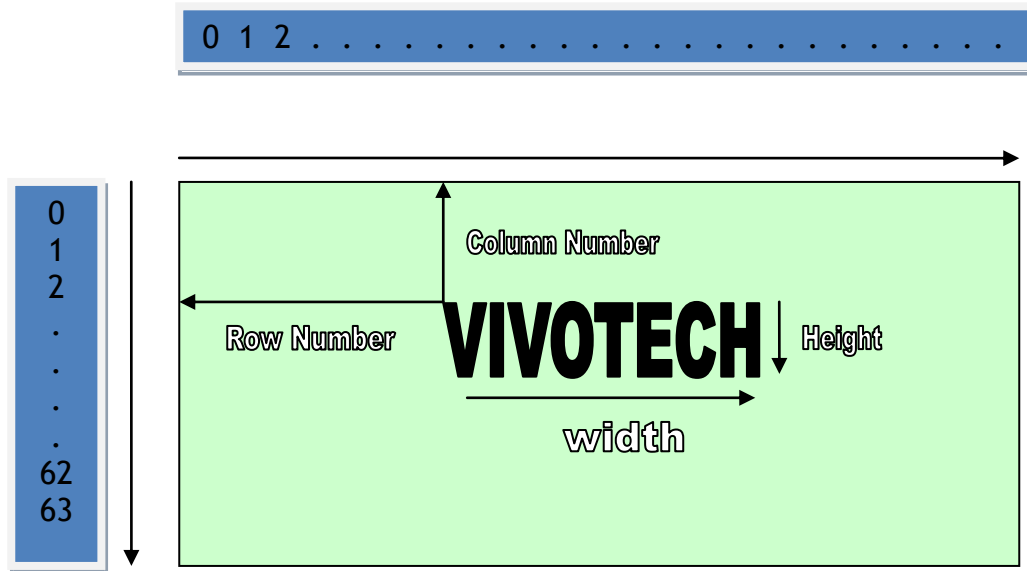 0 1 2 . . . . . . . . . . . . . . . . . . . . . . .
0
1
2
.
.
.
.
62
63
Column Number
Row Number
VIVOTECH
Height
width